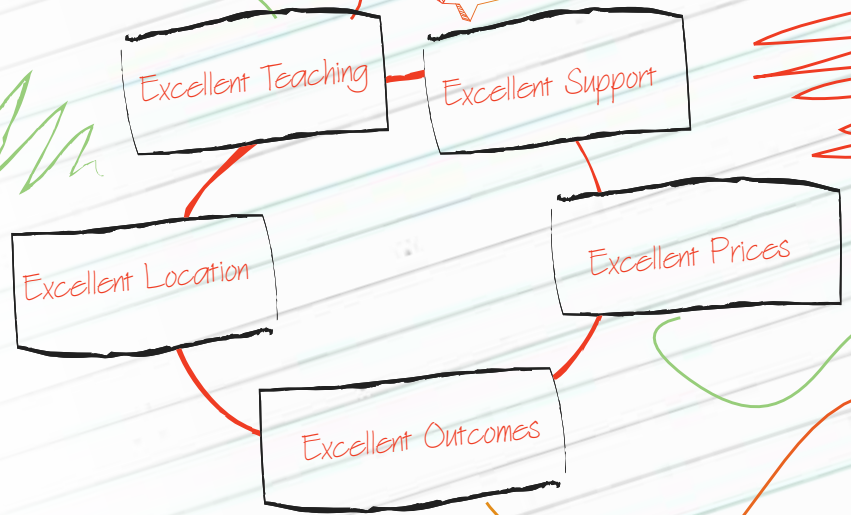 Excellent Teaching
Excellent Support
Excellent Prices
Excellent Outcomes
Excellent Location